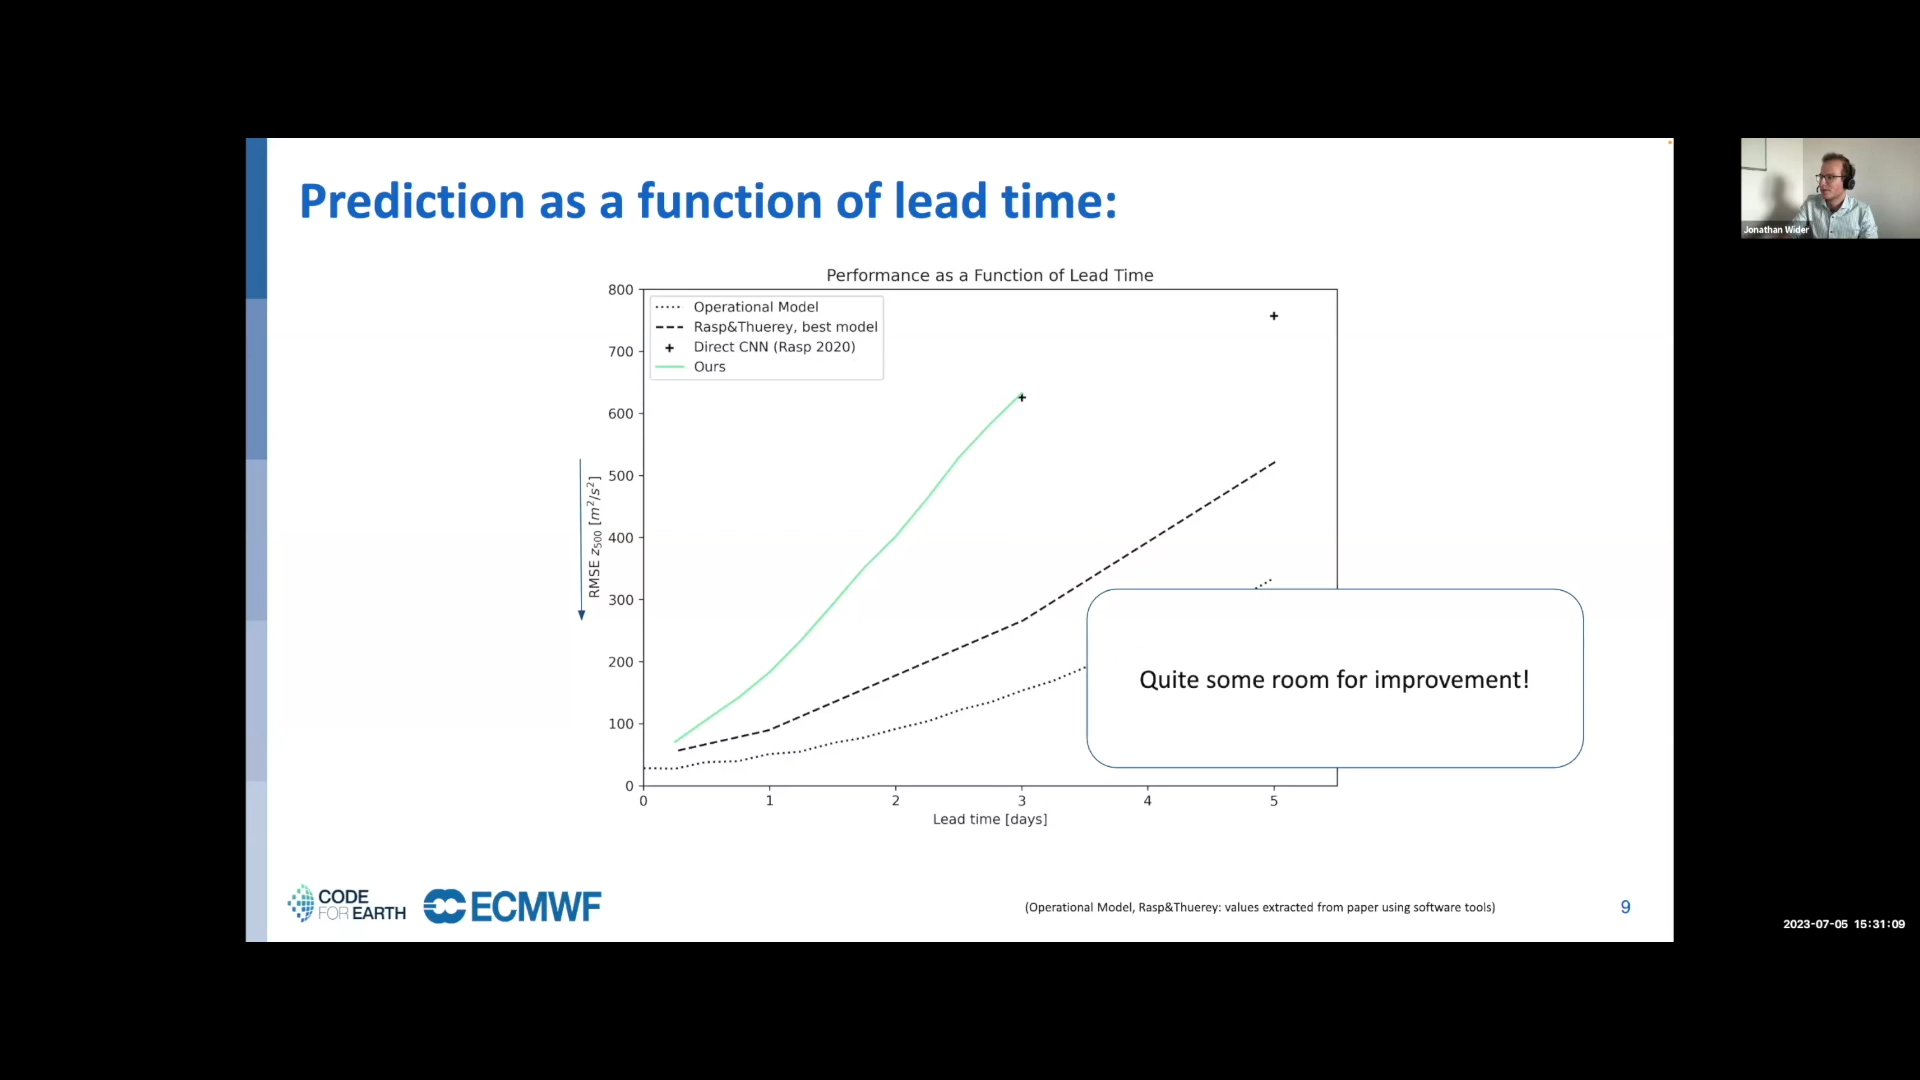 Prediction as a function of lead time:
Jonathan Wider
Performance as a Function of Lead Time
800
700
600
500
400
300
200
100
0
Operational Model
Rasp&Thuerey, best model
Direct CNN (Rasp 2020)
Ours
RMSE z500 [m²/s²]
Quite some room for improvement!
0 1 2 3 4 5
Lead time [days]
CODE
FOR EARTH
ECMWF
(Operational Model, Rasp&Thuerey: values extracted from paper using software tools)
9
2023-07-05 15:31:09